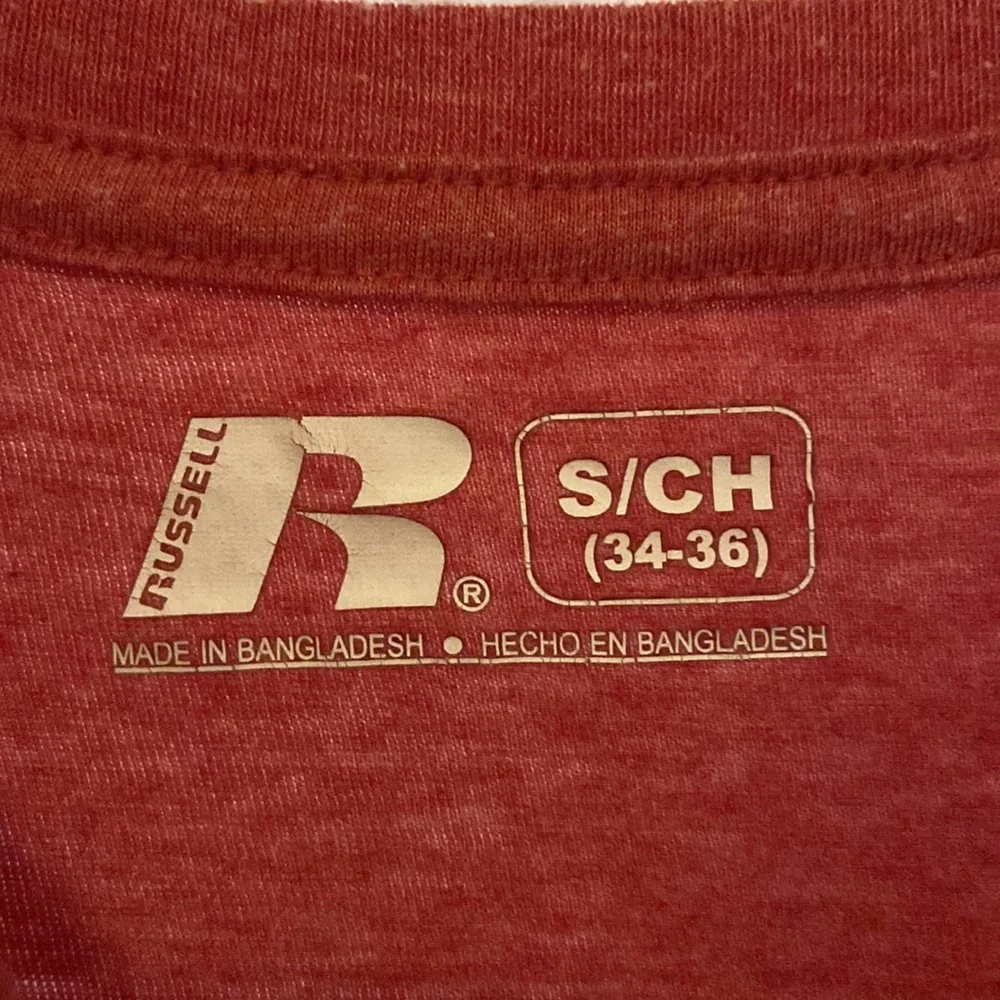 RUSSELL
R®
S/CH
(34-36)
MADE IN BANGLADESH • HECHO EN BANGLADESH